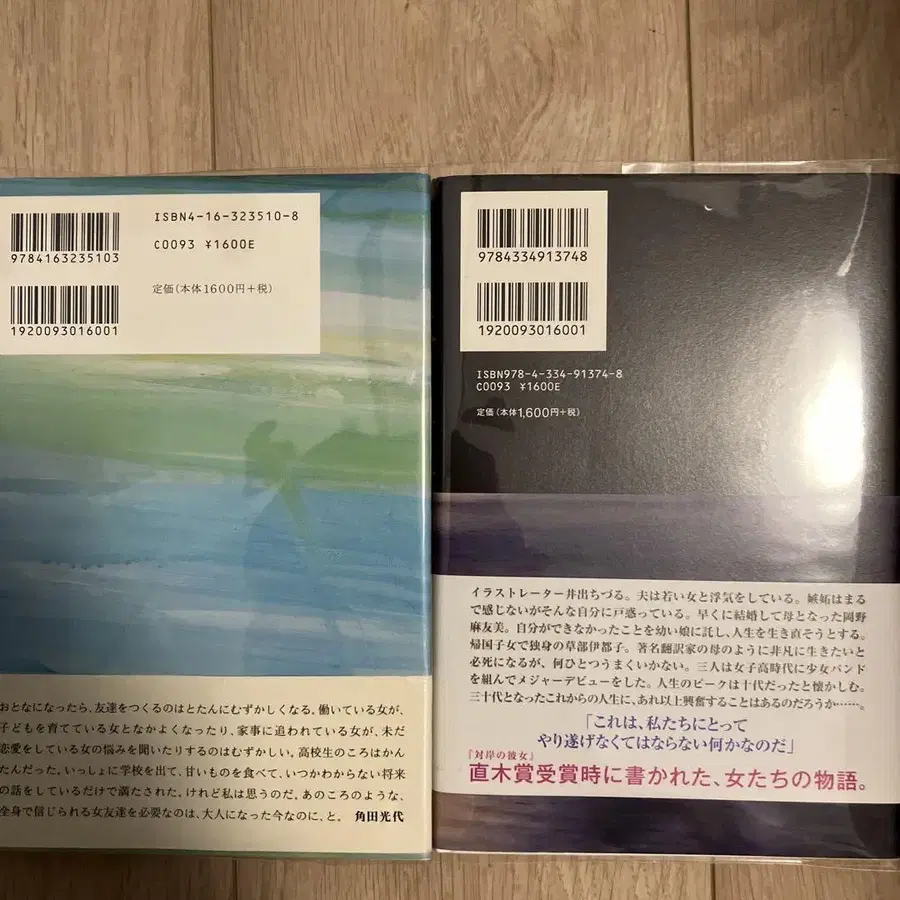 ISBN4-16-323510-8
9784163235103
C0093 ¥1600E
定価(本体1600円+税)
1920093016001
おとなになったら、友達をつくるのはとたんにむずかしくなる。働いている女が、
子どもを育てている女となかよくなったり、家事に追われている女が、未だ
恋愛をしている女の悩みを聞いたりするのはむずかしい。高校生のころはかん
たんだった。いっしょに学校を出て、甘いものを食べて、いつかわからない将来
の話をしているだけで満たされた。けれど私は思うのだ。あのころのような、
全身で信じられる女友達を必要なのは、大人になった今なのに、と。 角田光代
9784334913748
1920093016001
ISBN978-4-334-91374-8
C0093 ¥1600E
定価(本体1,600円+税)
イラストレーター井出ちづる。夫は若い女と浮気をしている。嫉妬はまるで
感じないがそんな自分に戸惑っている。早くに結婚して母となった岡野
麻友美。自分ができなかったことを幼い娘に託し、人生を生き直そうとする。
帰国子女で独身の草部伊都子。著名翻訳家の母のように非凡に生きたいと
必死になるが、何ひとつうまくいかない。三人は女子高時代に少女バンド
を組んでメジャーデビューをした。人生のピークは十代だったと懐かしむ。
三十代となったこれからの人生に、あれ以上興奮することはあるのだろうか……。
「これは、私たちにとって
やり遂げなくてはならない何かなのだ」
『対岸の彼女』
直木賞受賞時に書かれた、女たちの物語。